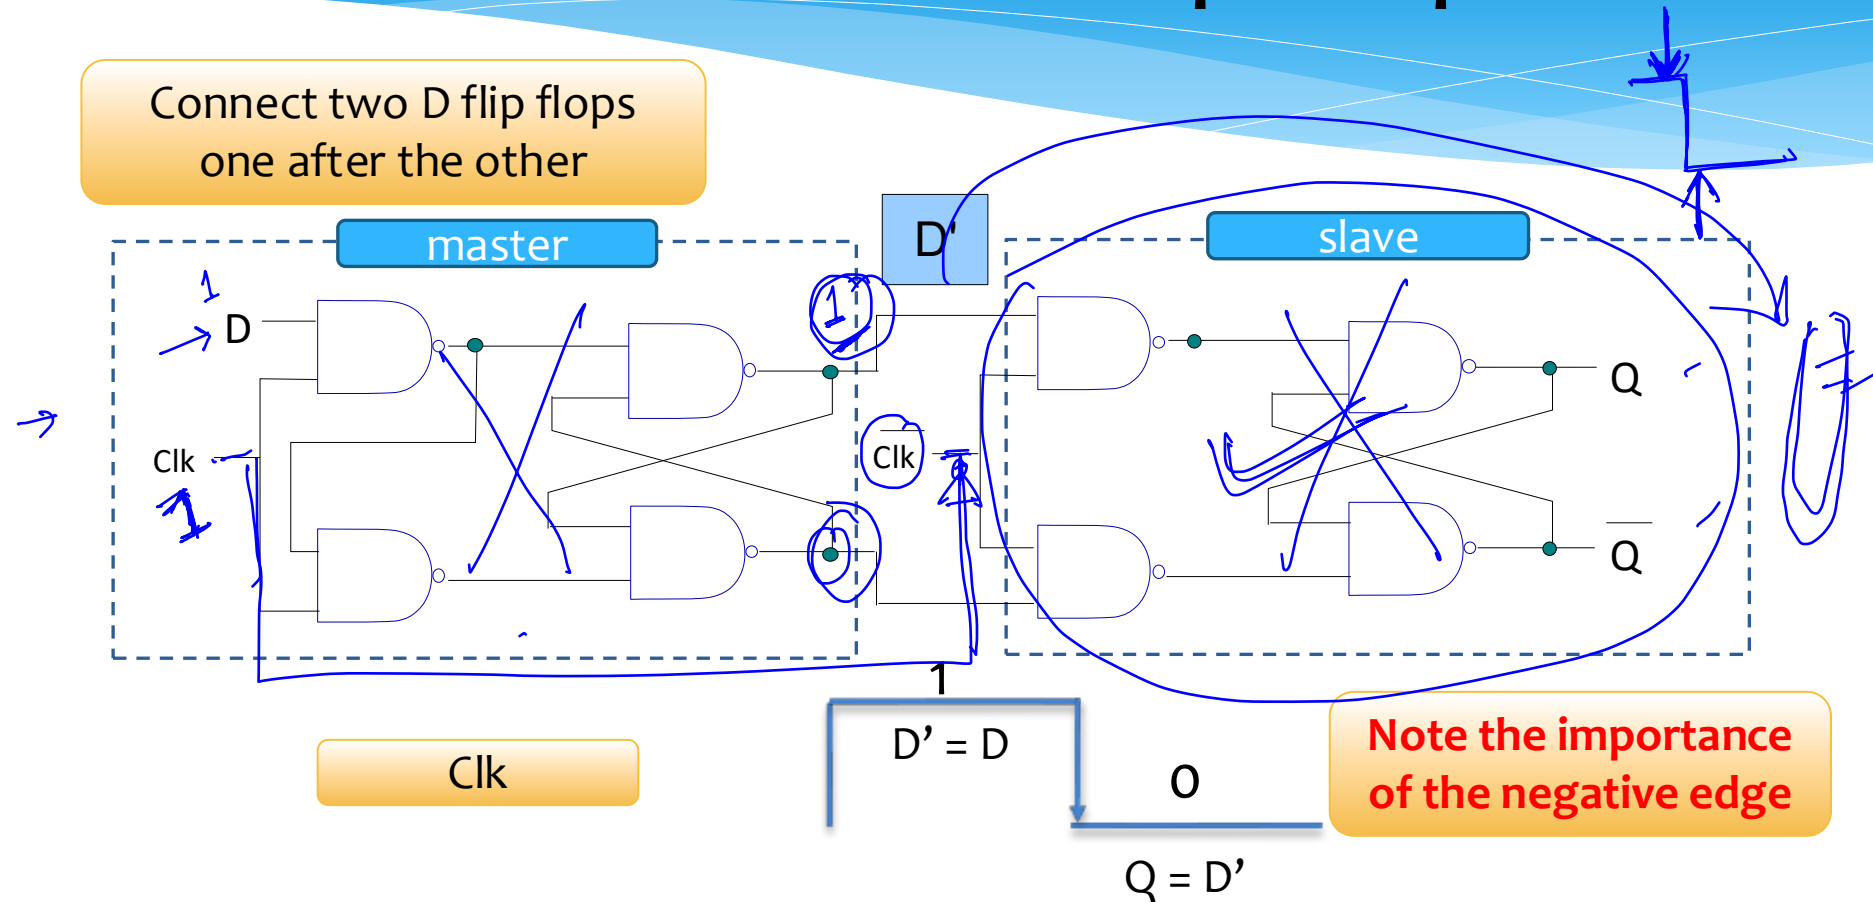 Connect two D flip flops
one after the other
master
D'
slave
1
D
1
Q
Clk
Clk
1
Q
1
D’ = D
Clk
0
Q = D’
Note the importance
of the negative edge